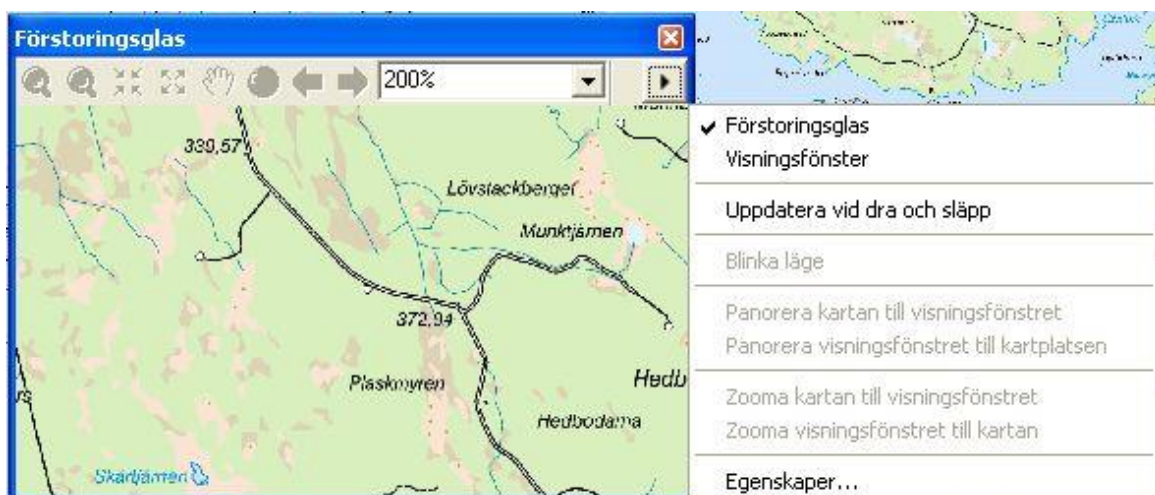 Förstoringsglas
200%
339,57
Lövstackberget
Munktjärnen
372,94
Plaskmyren
Hedb
Hedbodarna
Skärtjärnen
Förstoringsglas
Visningsfönster
Uppdatera vid dra och släpp
Blinka läge
Panorera kartan till visningsfönstret
Panorera visningsfönstret till kartplatsen
Zooma kartan till visningsfönstret
Zooma visningsfönstret till kartan
Egenskaper...